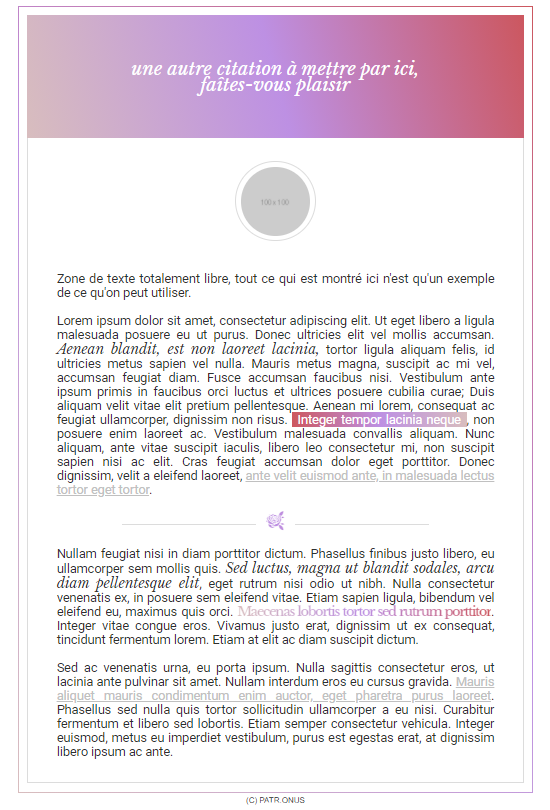 une autre citation à mettre par ici,
faîtes-vous plaisir
100 x 100
Zone de texte totalement libre, tout ce qui est montré ici n'est qu'un exemple
de ce qu'on peut utiliser.
Lorem ipsum dolor sit amet, consectetur adipiscing elit. Ut eget libero a ligula
malesuada posuere eu ut purus. Donec ultricies elit vel mollis accumsan.
Aenean blandit, est non laoreet lacinia, tortor ligula aliquam felis, id
ultricies metus sapien vel nulla. Mauris metus magna, suscipit ac mi vel,
accumsan feugiat diam. Fusce accumsan faucibus nisi. Vestibulum ante
ipsum primis in faucibus orci luctus et ultrices posuere cubilia curae; Duis
aliquam velit vitae elit pretium pellentesque. Aenean mi lorem, consequat ac
feugiat ullamcorper, dignissim non risus. Integer tempor lacinia neque, non
posuere enim laoreet ac. Vestibulum malesuada convallis aliquam. Nunc
aliquam, ante vitae suscipit iaculis, libero leo consectetur mi, non suscipit
sapien nisi ac elit. Cras feugiat accumsan dolor eget porttitor. Donec
dignissim, velit a eleifend laoreet, ante velit euismod ante, in malesuada lectus
tortor eget tortor.
Nullam feugiat nisi in diam porttitor dictum. Phasellus finibus justo libero, eu
ullamcorper sem mollis quis. Sed luctus, magna ut blandit sodales, arcu
diam pellentesque elit, eget rutrum nisi odio ut nibh. Nulla consectetur
venenatis ex, in posuere sem eleifend vitae. Etiam sapien ligula, bibendum vel
eleifend eu, maximus quis orci. Maecenas lobortis tortor sed rutrum porttitor.
Integer vitae congue eros. Vivamus justo erat, dignissim ut ex consequat,
tincidunt fermentum lorem. Etiam at elit ac diam suscipit dictum.
Sed ac venenatis urna, eu porta ipsum. Nulla sagittis consectetur eros, ut
lacinia ante pulvinar sit amet. Nullam interdum eros eu cursus gravida. Mauris
aliquet mauris condimentum enim auctor, eget pharetra purus laoreet.
Phasellus sed nulla quis tortor sollicitudin ullamcorper a eu nisi. Curabitur
fermentum et libero sed lobortis. Etiam semper consectetur vehicula. Integer
euismod, metus eu imperdiet vestibulum, purus est egestas erat, at dignissim
libero ipsum ac ante.
(C) PATR.ONUS